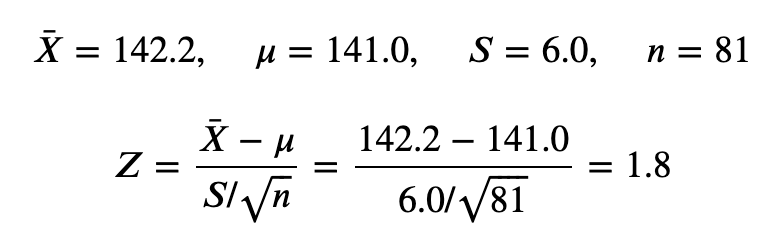 X̄ = 142.2, μ = 141.0, S = 6.0, n = 81
Z = (X̄ − μ)/(S/√n) = (142.2 − 141.0)/(6.0/√81) = 1.8